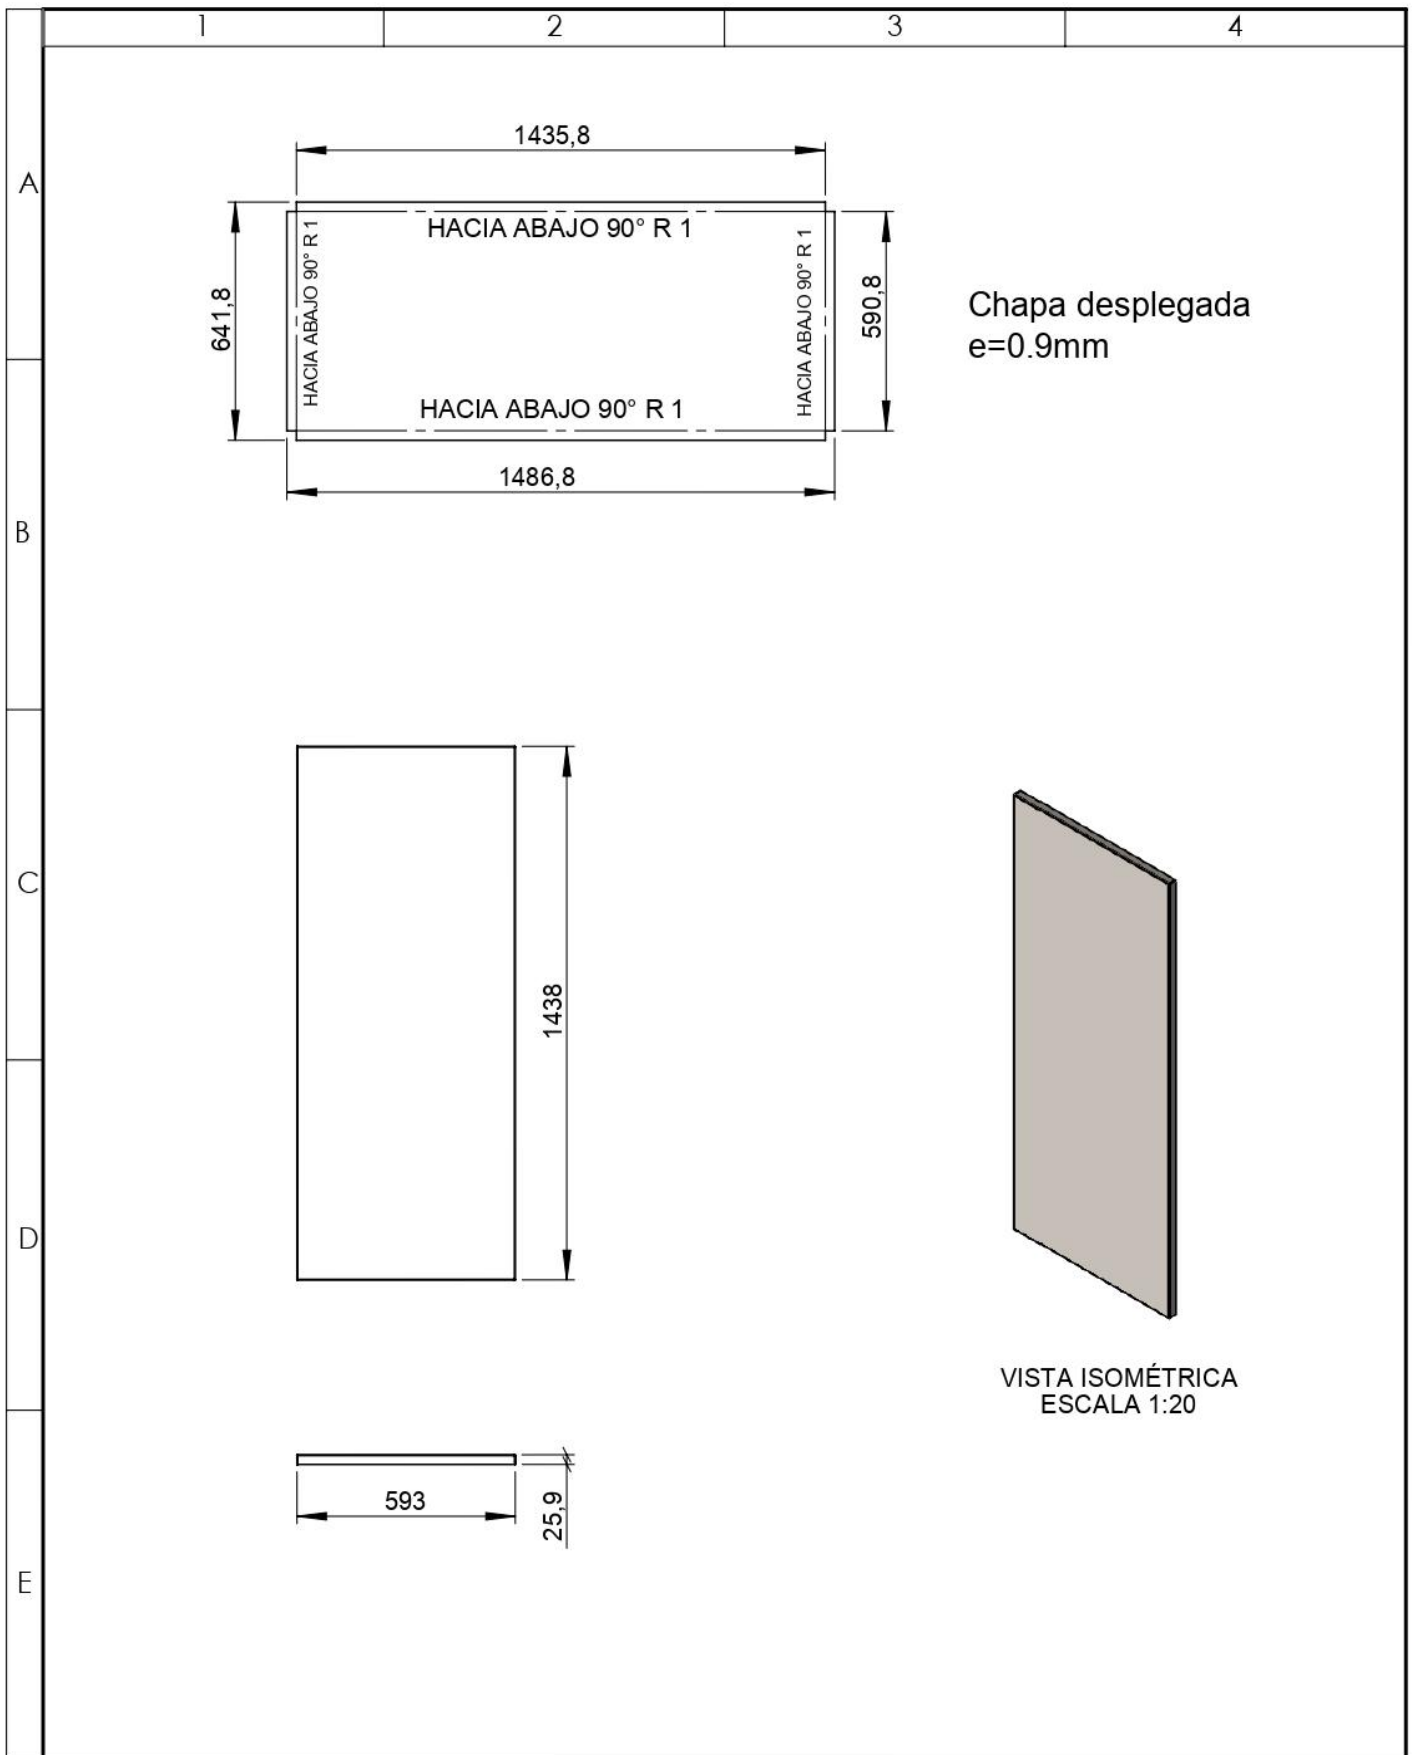 1 2 3 4
A
B
C
D
E
1435,8
HACIA ABAJO 90° R 1
HACIA ABAJO 90° R 1
HACIA ABAJO 90° R 1
641,8
590,8
HACIA ABAJO 90° R 1
1486,8
Chapa desplegada
e=0.9mm
1438
VISTA ISOMÉTRICA
ESCALA 1:20
593
25,9